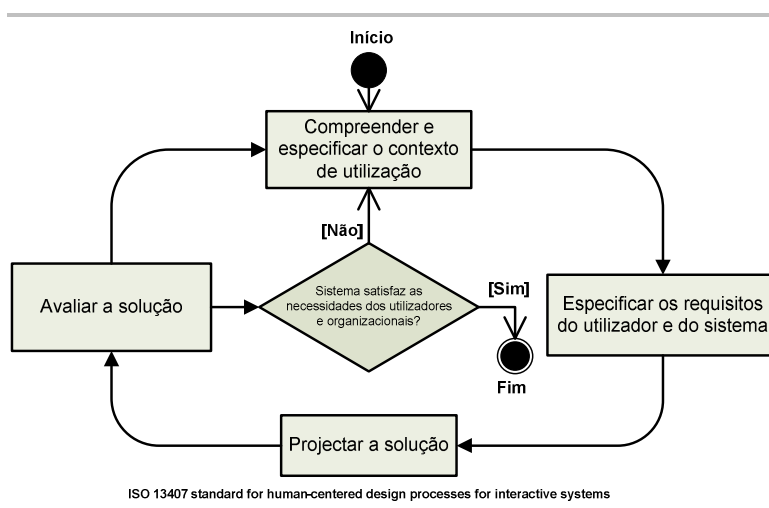 Início
Compreender e
especificar o contexto
de utilização
[Não]
Avaliar a solução
Sistema satisfaz as
necessidades dos utilizadores
e organizacionais?
[Sim]
Especificar os requisitos
do utilizador e do sistema
Fim
Projectar a solução
ISO 13407 standard for human-centered design processes for interactive systems